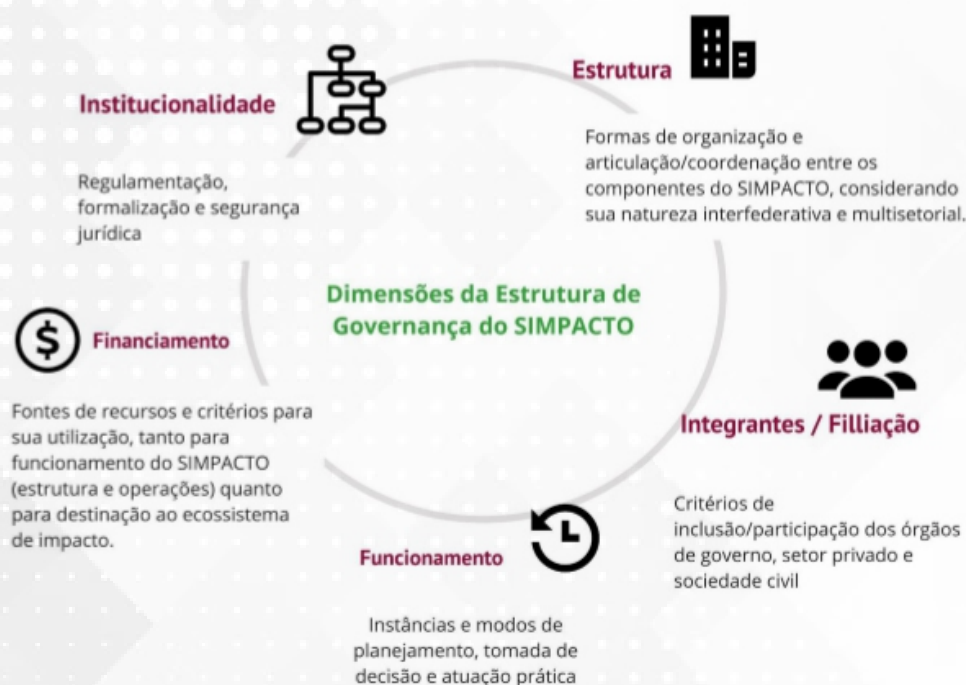 Institucionalidade
Regulamentação,
formalização e segurança
jurídica
Estrutura
Formas de organização e
articulação/coordenação entre os
componentes do SIMPACTO, considerando
sua natureza interfederativa e multisetorial.
Dimensões da Estrutura de
Governança do SIMPACTO
$ Financiamento
Fontes de recursos e critérios para
sua utilização, tanto para
funcionamento do SIMPACTO
(estrutura e operações) quanto
para destinação ao ecossistema
de impacto.
Integrantes / Filliação
Critérios de
inclusão/participação dos órgãos
de governo, setor privado e
sociedade civil
Funcionamento
Instâncias e modos de
planejamento, tomada de
decisão e atuação prática